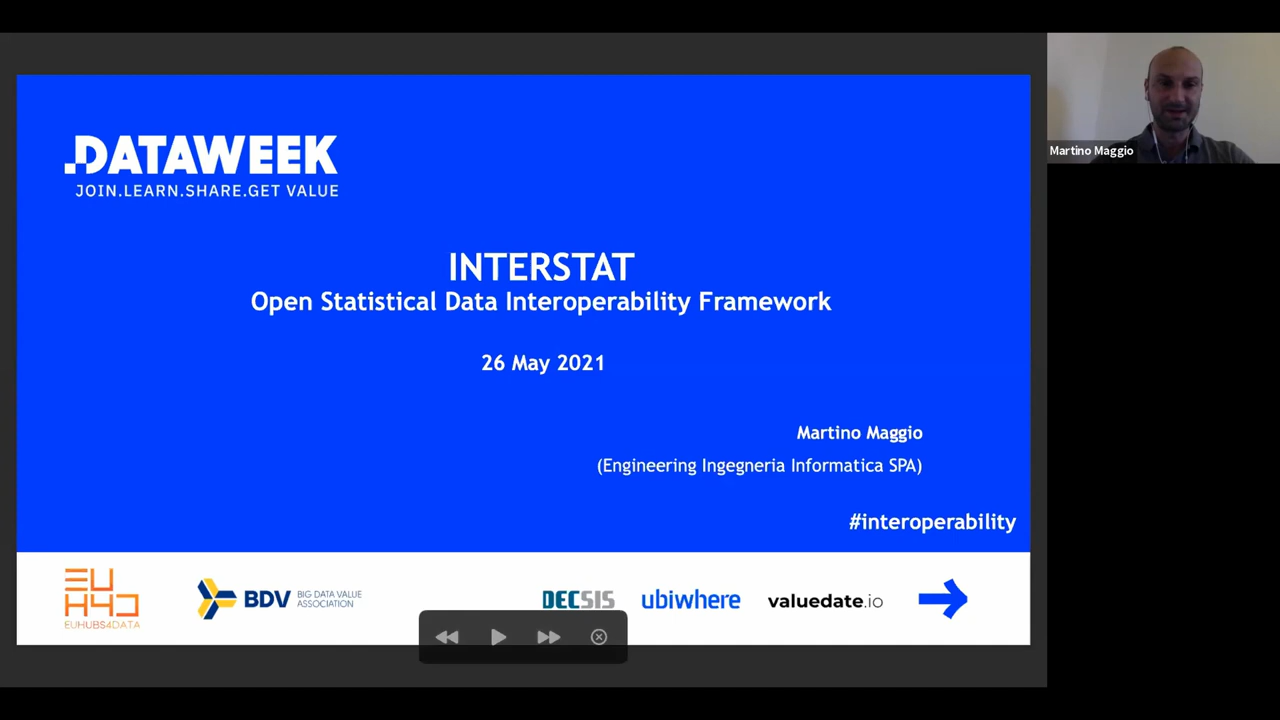 .DATAWEEK
JOIN.LEARN.SHARE.GET VALUE
INTERSTAT
Open Statistical Data Interoperability Framework
26 May 2021
Martino Maggio
(Engineering Ingegneria Informatica SPA)
#interoperability
EU
H4D
EUHUBS4DATA
BDV BIG DATA VALUE
ASSOCIATION
DECSIS
ubiwhere
valuedate.io
Martino Maggio